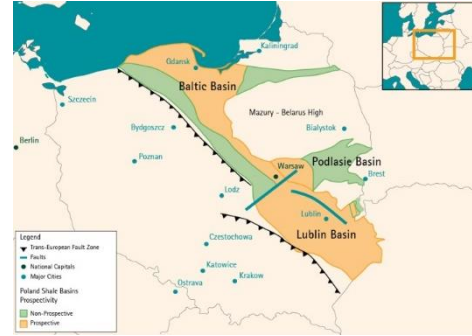 Kaliningrad
Gdansk
Baltic Basin
Szczecin
Mazury - Belarus High
Bydgoszcz
Bialystok
Berlin
Poznan
Warsaw
Podlasie Basin
Brest
Lodz
Lublin
Lublin Basin
Czestochowa
Katowice
Krakow
Ostrava
Legend
Trans-European Fault Zone
Faults
National Capitals
Major Cities
Poland Shale Basins
Prospectivity
Non-Prospective
Prospective